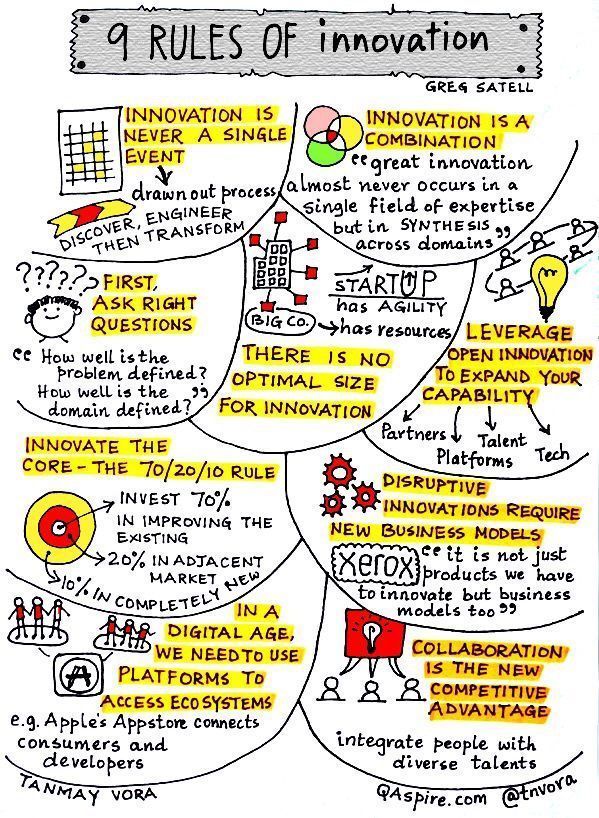 9 RULES OF innovation
GREG SATELL
INNOVATION IS
NEVER A SINGLE
EVENT
drawn out process
DISCOVER, ENGINEER
THEN TRANSFORM
INNOVATION IS A
COMBINATION
"great innovation
almost never occurs in a
single field of expertise
but in SYNTHESIS
across domains"
??????
FIRST,
ASK RIGHT
QUESTIONS
"How well is the
problem defined?
How well is the
domain defined?"
STARTUP
has AGILITY
BIG CO.
has resources
THERE IS NO
OPTIMAL SIZE
FOR INNOVATION
LEVERAGE
OPEN INNOVATION
TO EXPAND YOUR
CAPABILITY
Partners
Platforms
Talent
Tech
INNOVATE THE
CORE - THE 70/20/10 RULE
INVEST 70%
IN IMPROVING THE
EXISTING
20% IN ADJACENT
MARKET
10% IN COMPLETELY NEW
DISRUPTIVE
INNOVATIONS REQUIRE
NEW BUSINESS MODELS
xerox
"it is not just
products we have
to innovate but business
models too"
IN A
DIGITAL AGE,
WE NEED TO USE
PLATFORMS TO
ACCESS ECOSYSTEMS
A
e.g. Apple's Appstore connects
consumers and
developers
COLLABORATION
IS THE NEW
COMPETITIVE
ADVANTAGE
integrate people with
diverse talents
TANMAY VORA
QAspire.com @tnvora